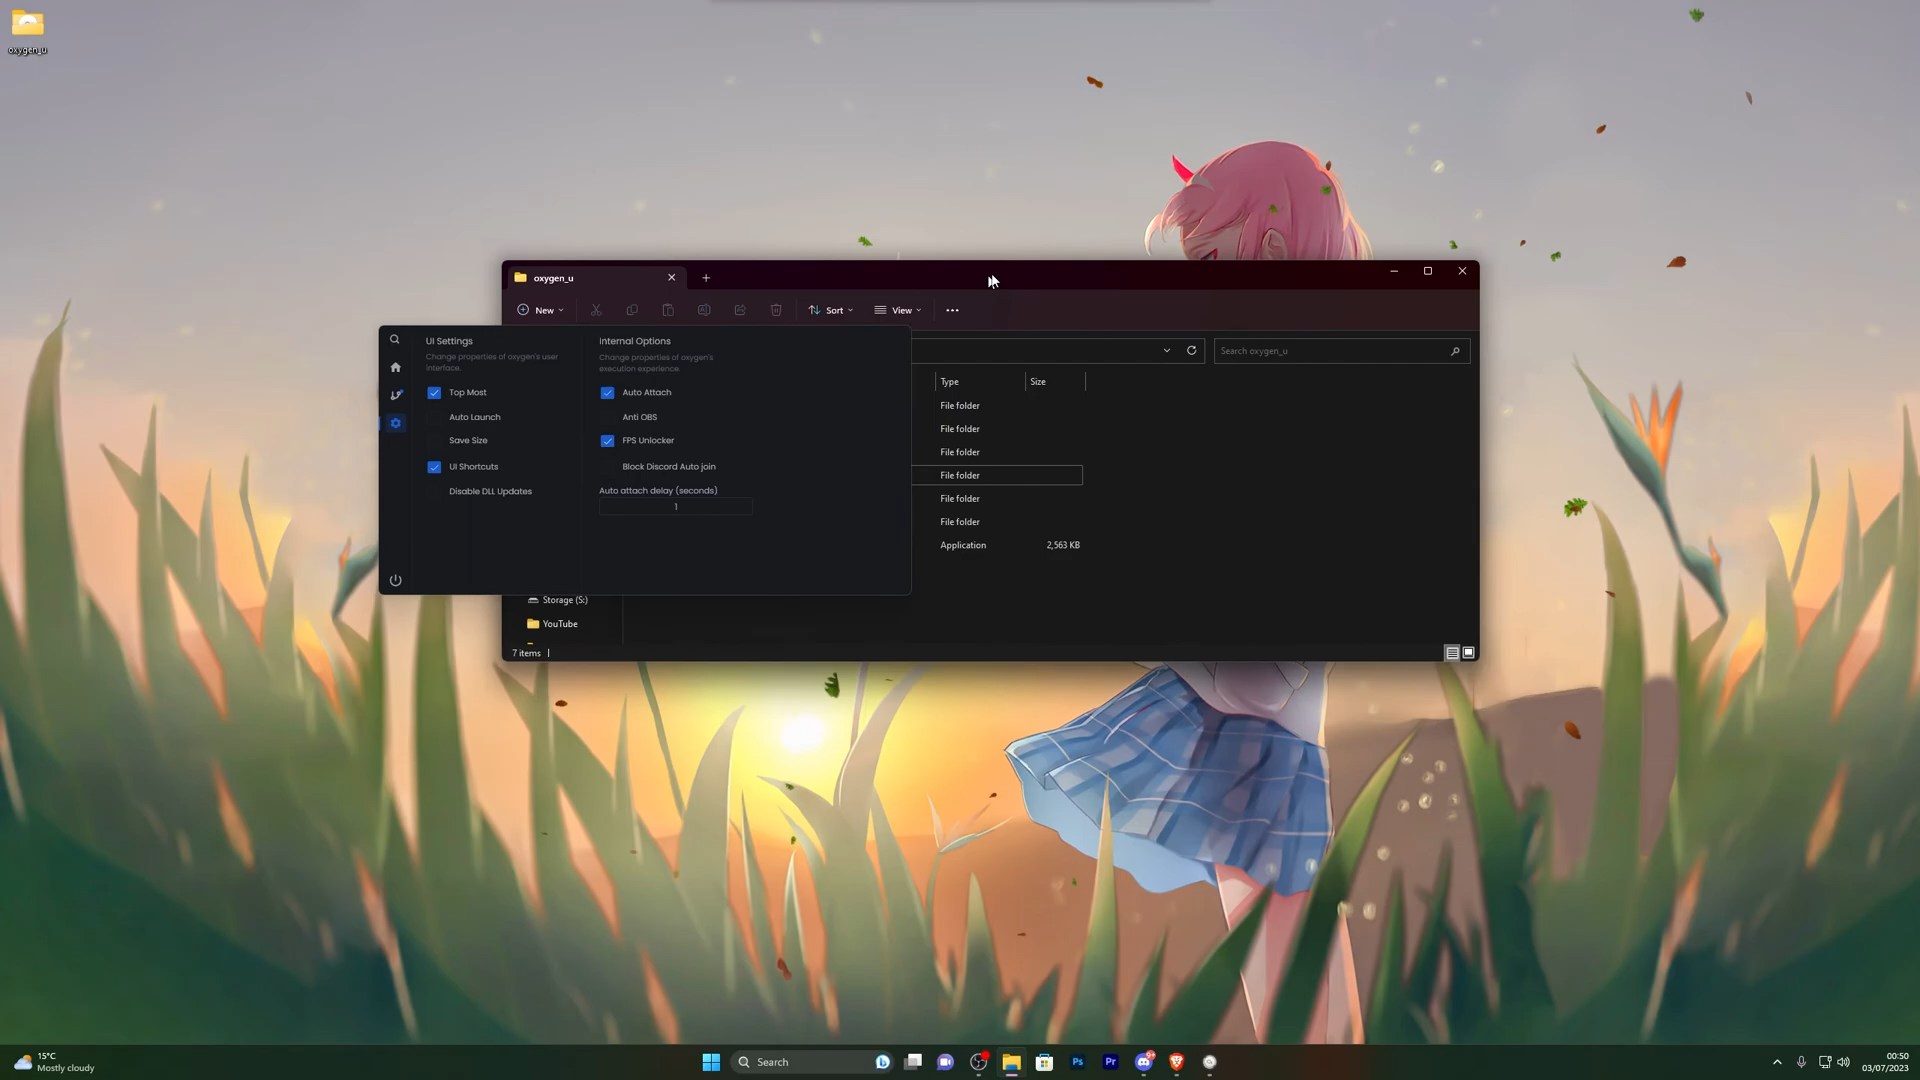 oxygen_u
oxygen_u
New
Sort
View
Search oxygen_u
UI Settings
Change properties of oxygen's user
interface.
Top Most
Auto Launch
Save Size
UI Shortcuts
Disable DLL Updates
Internal Options
Change properties of oxygen's
execution experience.
Auto Attach
Anti OBS
FPS Unlocker
Block Discord Auto join
Auto attach delay (seconds)
1
Type
Size
File folder
File folder
File folder
File folder
File folder
File folder
Application
2,563 KB
Storage (S:)
YouTube
7 items
15°C
Mostly cloudy
Search
Ps
Pr
9+
00:50
03/07/2023